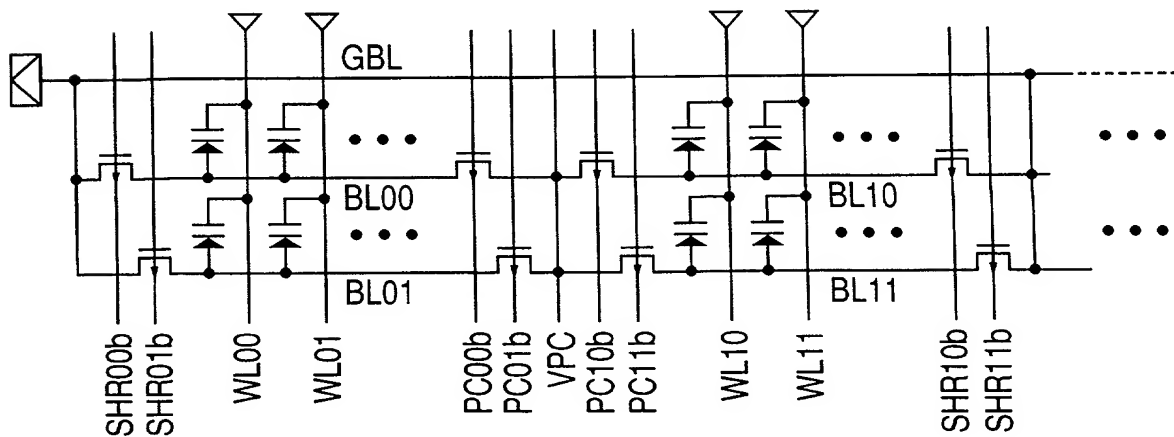 GBL
BL00
BL10
BL01
BL11
SHR00b
SHR01b
WL00
WL01
PC00b
PC01b
VPC
PC10b
PC11b
WL10
WL11
SHR10b
SHR11b